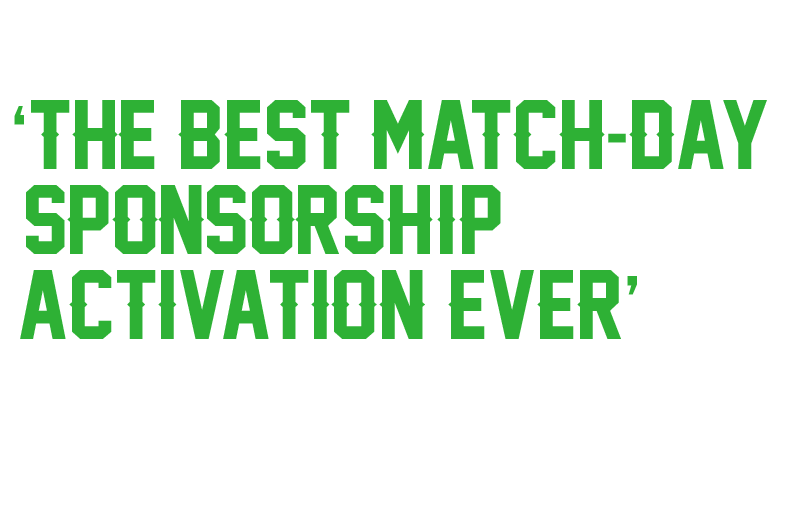 ‘THE BEST MATCH-DAY
SPONSORSHIP
ACTIVATION EVER’